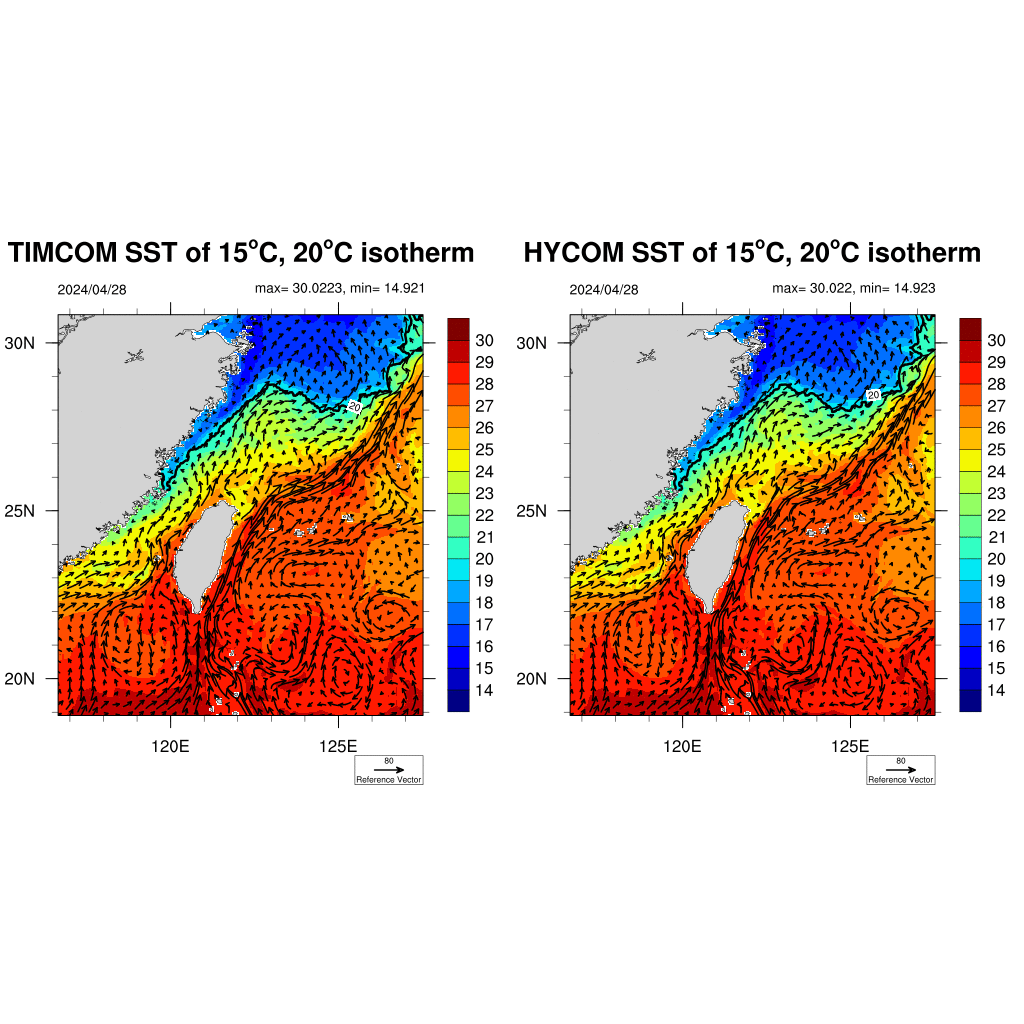 TIMCOM SST of 15°C, 20°C isotherm
2024/04/28
max= 30.0223, min= 14.921
30N
25N
20N
120E
125E
20
30
29
28
27
26
25
24
23
22
21
20
19
18
17
16
15
14
80
Reference Vector
HYCOM SST of 15°C, 20°C isotherm
2024/04/28
max= 30.022, min= 14.923
30N
25N
20N
120E
125E
20
30
29
28
27
26
25
24
23
22
21
20
19
18
17
16
15
14
80
Reference Vector